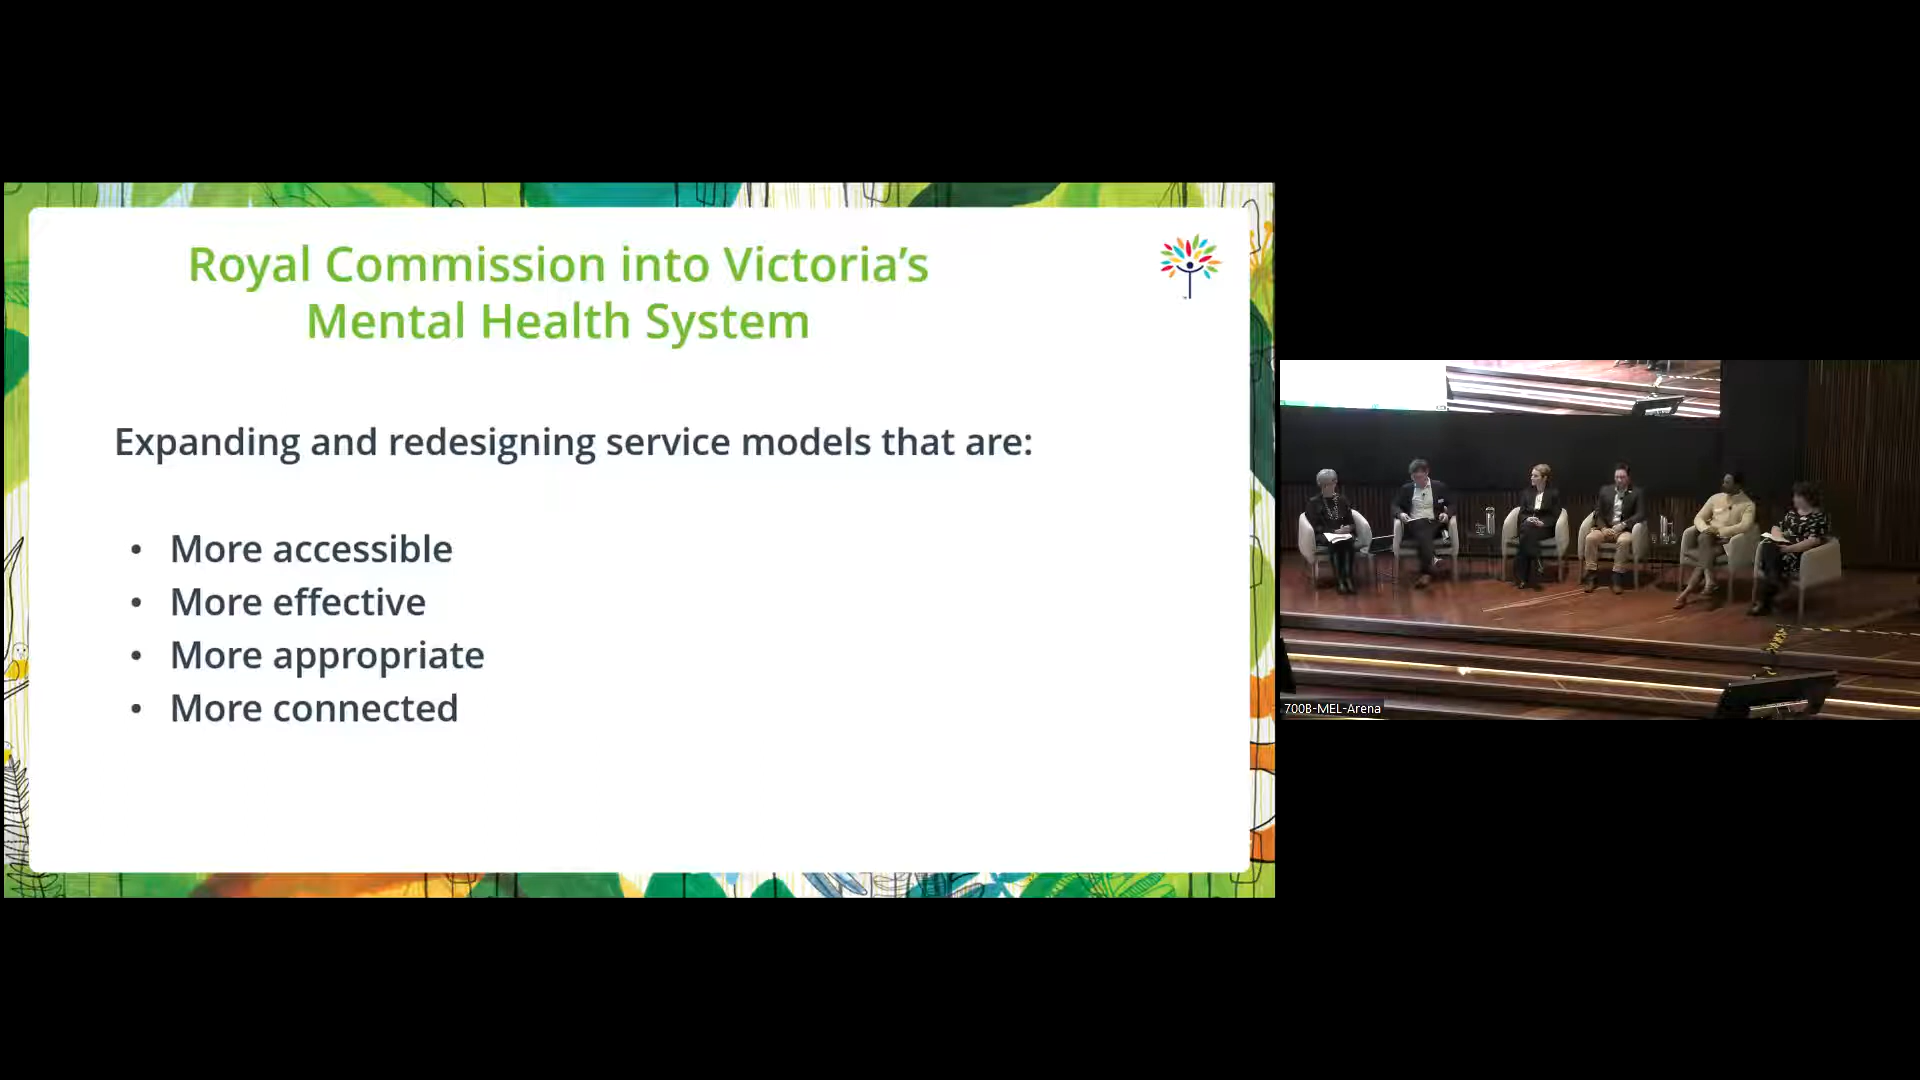 Royal Commission into Victoria’s
Mental Health System
Expanding and redesigning service models that are:
• More accessible
• More effective
• More appropriate
• More connected
700B-MEL-Arena